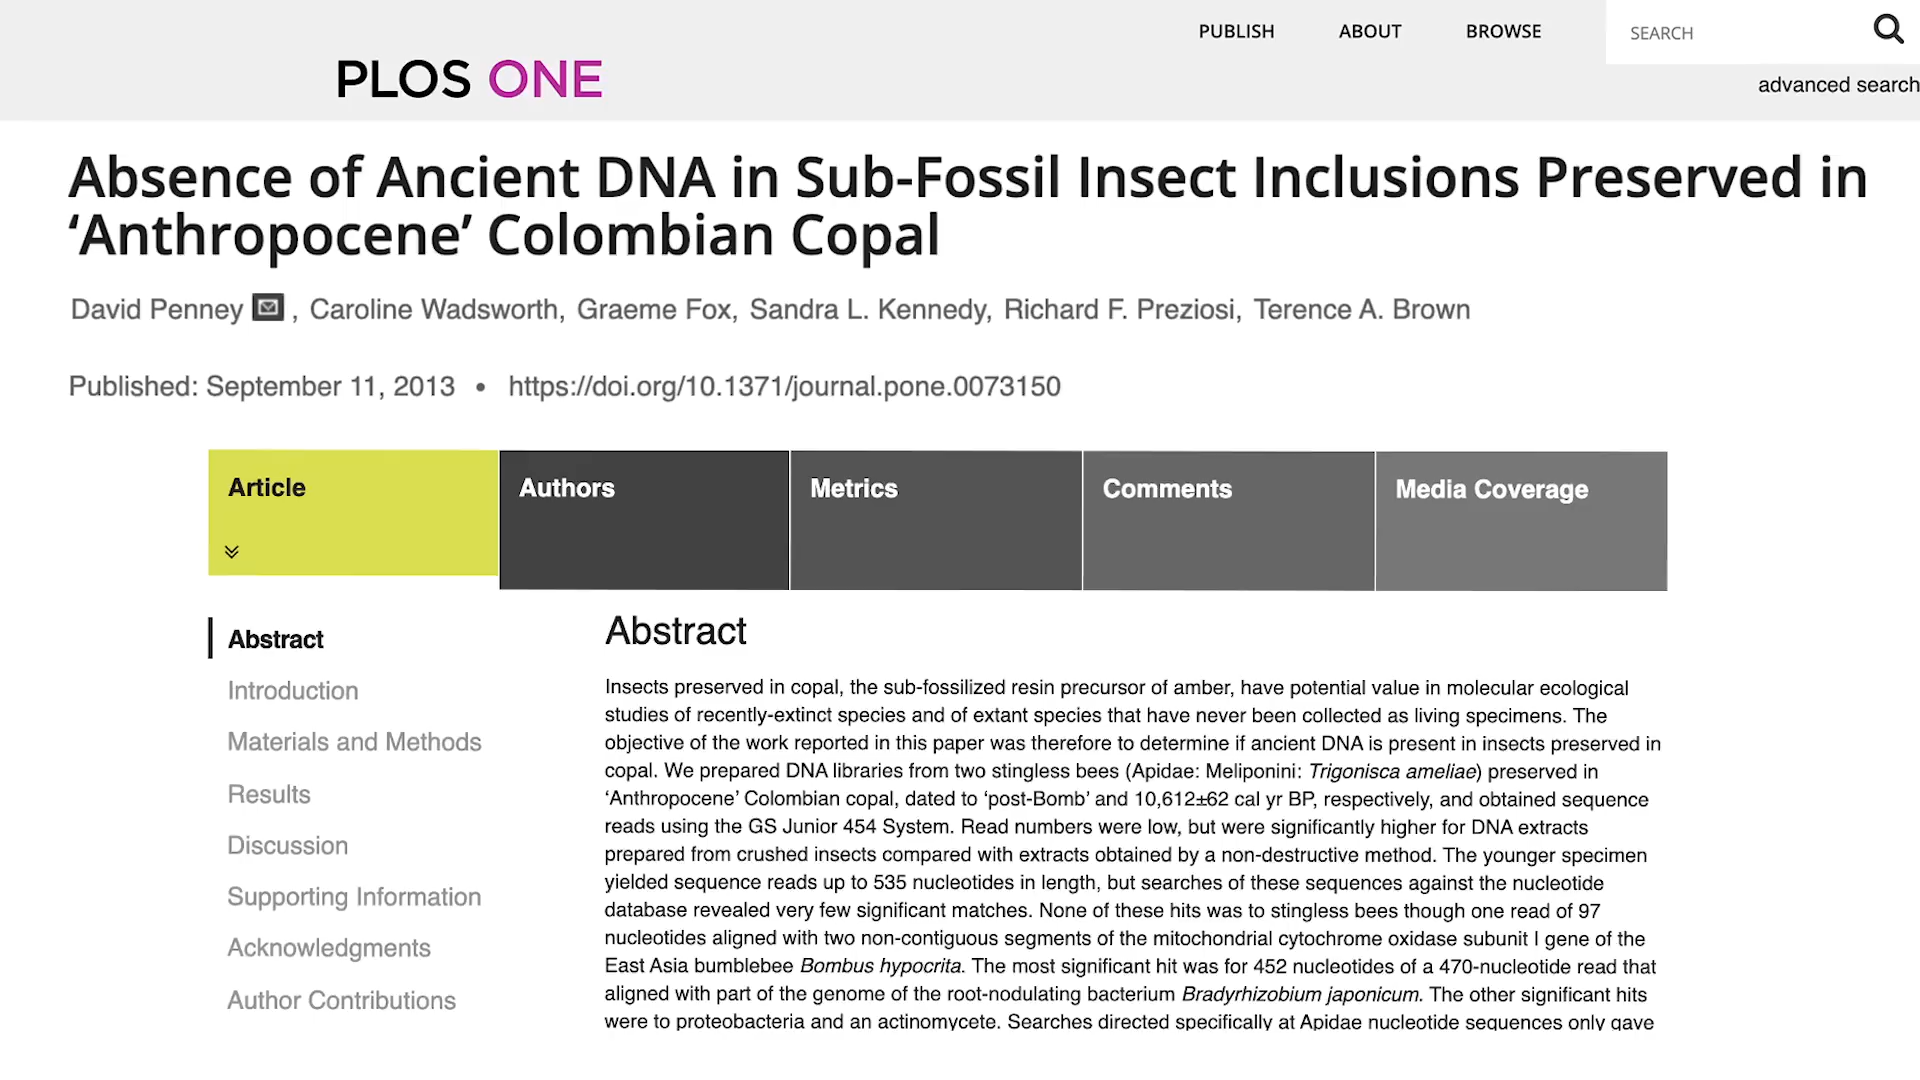 PUBLISH ABOUT BROWSE SEARCH
PLOS ONE
advanced search
Absence of Ancient DNA in Sub-Fossil Insect Inclusions Preserved in
‘Anthropocene’ Colombian Copal
David Penney , Caroline Wadsworth, Graeme Fox, Sandra L. Kennedy, Richard F. Preziosi, Terence A. Brown
Published: September 11, 2013 • https://doi.org/10.1371/journal.pone.0073150
Article Authors Metrics Comments Media Coverage
Abstract
Introduction
Materials and Methods
Results
Discussion
Supporting Information
Acknowledgments
Author Contributions
Abstract
Insects preserved in copal, the sub-fossilized resin precursor of amber, have potential value in molecular ecological
studies of recently-extinct species and of extant species that have never been collected as living specimens. The
objective of the work reported in this paper was therefore to determine if ancient DNA is present in insects preserved in
copal. We prepared DNA libraries from two stingless bees (Apidae: Meliponini: Trigonisca ameliae) preserved in
‘Anthropocene’ Colombian copal, dated to ‘post-Bomb’ and 10,612±62 cal yr BP, respectively, and obtained sequence
reads using the GS Junior 454 System. Read numbers were low, but were significantly higher for DNA extracts
prepared from crushed insects compared with extracts obtained by a non-destructive method. The younger specimen
yielded sequence reads up to 535 nucleotides in length, but searches of these sequences against the nucleotide
database revealed very few significant matches. None of these hits was to stingless bees though one read of 97
nucleotides aligned with two non-contiguous segments of the mitochondrial cytochrome oxidase subunit I gene of the
East Asia bumblebee Bombus hypocrita. The most significant hit was for 452 nucleotides of a 470-nucleotide read that
aligned with part of the genome of the root-nodulating bacterium Bradyrhizobium japonicum. The other significant hits
were to proteobacteria and an actinomycete. Searches directed specifically at Apidae nucleotide sequences only gave